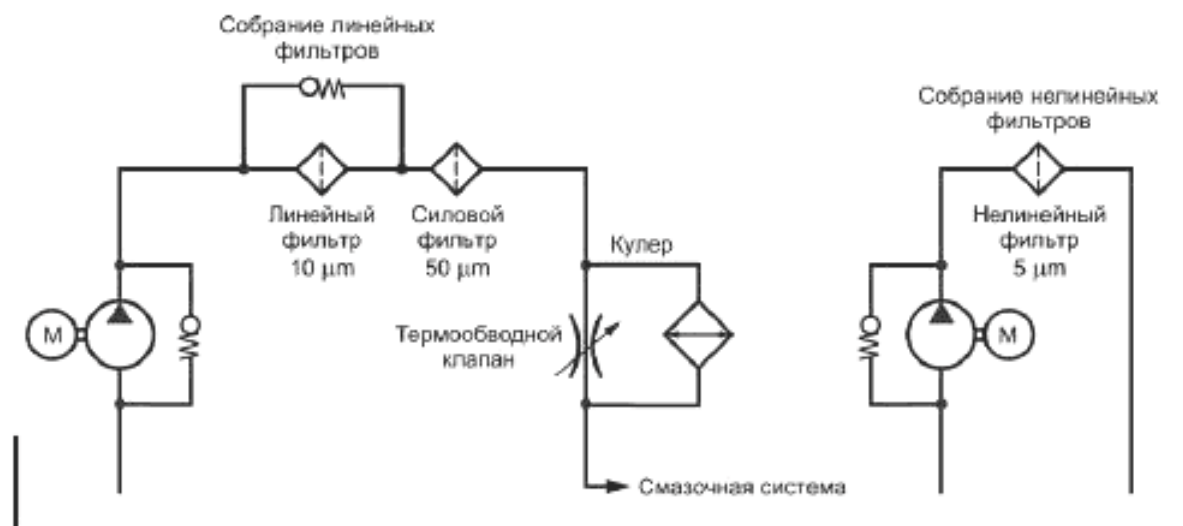 Собрание линейных
фильтров
Собрание нелинейных
фильтров
Линейный
фильтр
10 μm
Силовой
фильтр
50 μm
Нелинейный
фильтр
5 μm
Кулер
M
Термообводной
клапан
M
Смазочная система